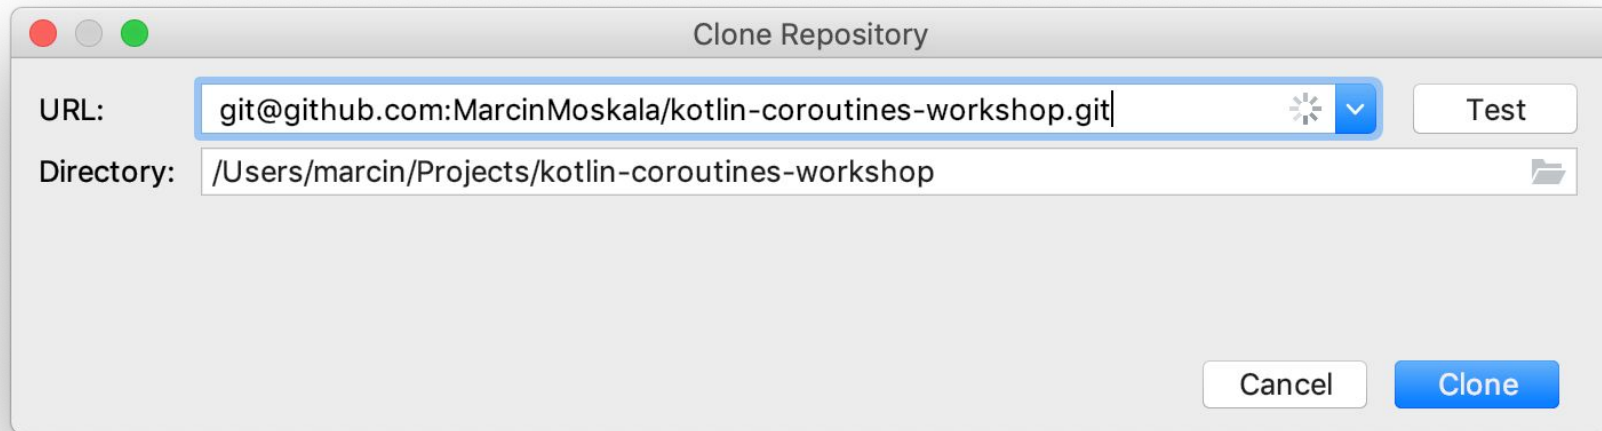 Clone Repository
URL: git@github.com:MarcinMoskala/kotlin-coroutines-workshop.git Test
Directory: /Users/marcin/Projects/kotlin-coroutines-workshop
Cancel Clone